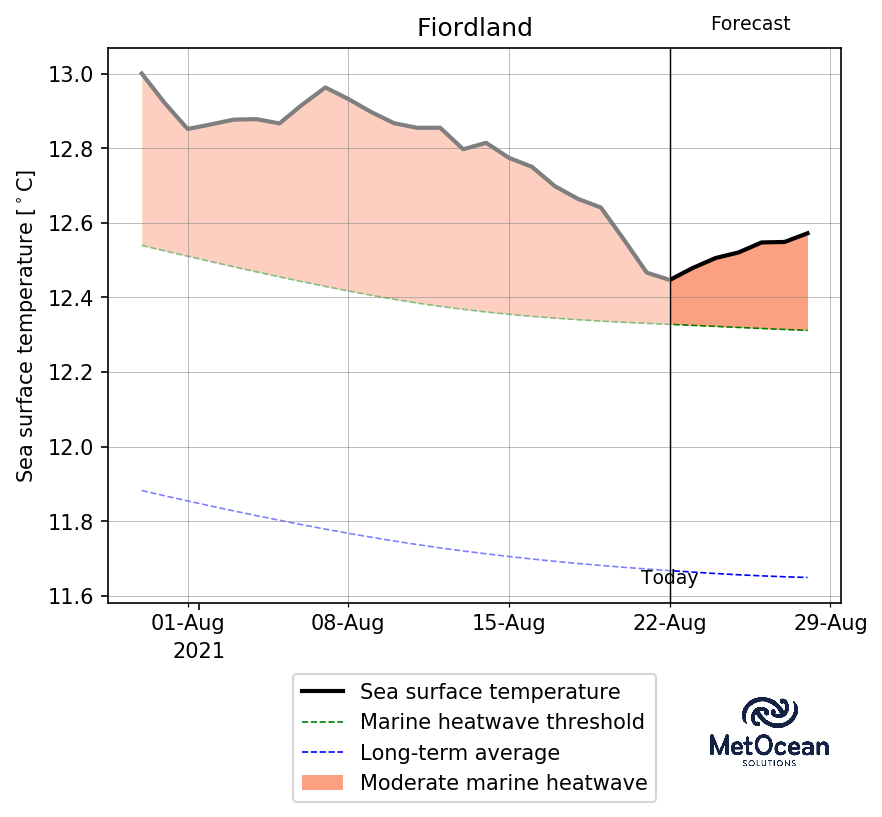 Fiordland
Forecast
Sea surface temperature [°C]
13.0
12.8
12.6
12.4
12.2
12.0
11.8
11.6
Today
01-Aug 08-Aug 15-Aug 22-Aug 29-Aug
2021
Sea surface temperature
Marine heatwave threshold
Long-term average
Moderate marine heatwave
MetOcean
SOLUTIONS